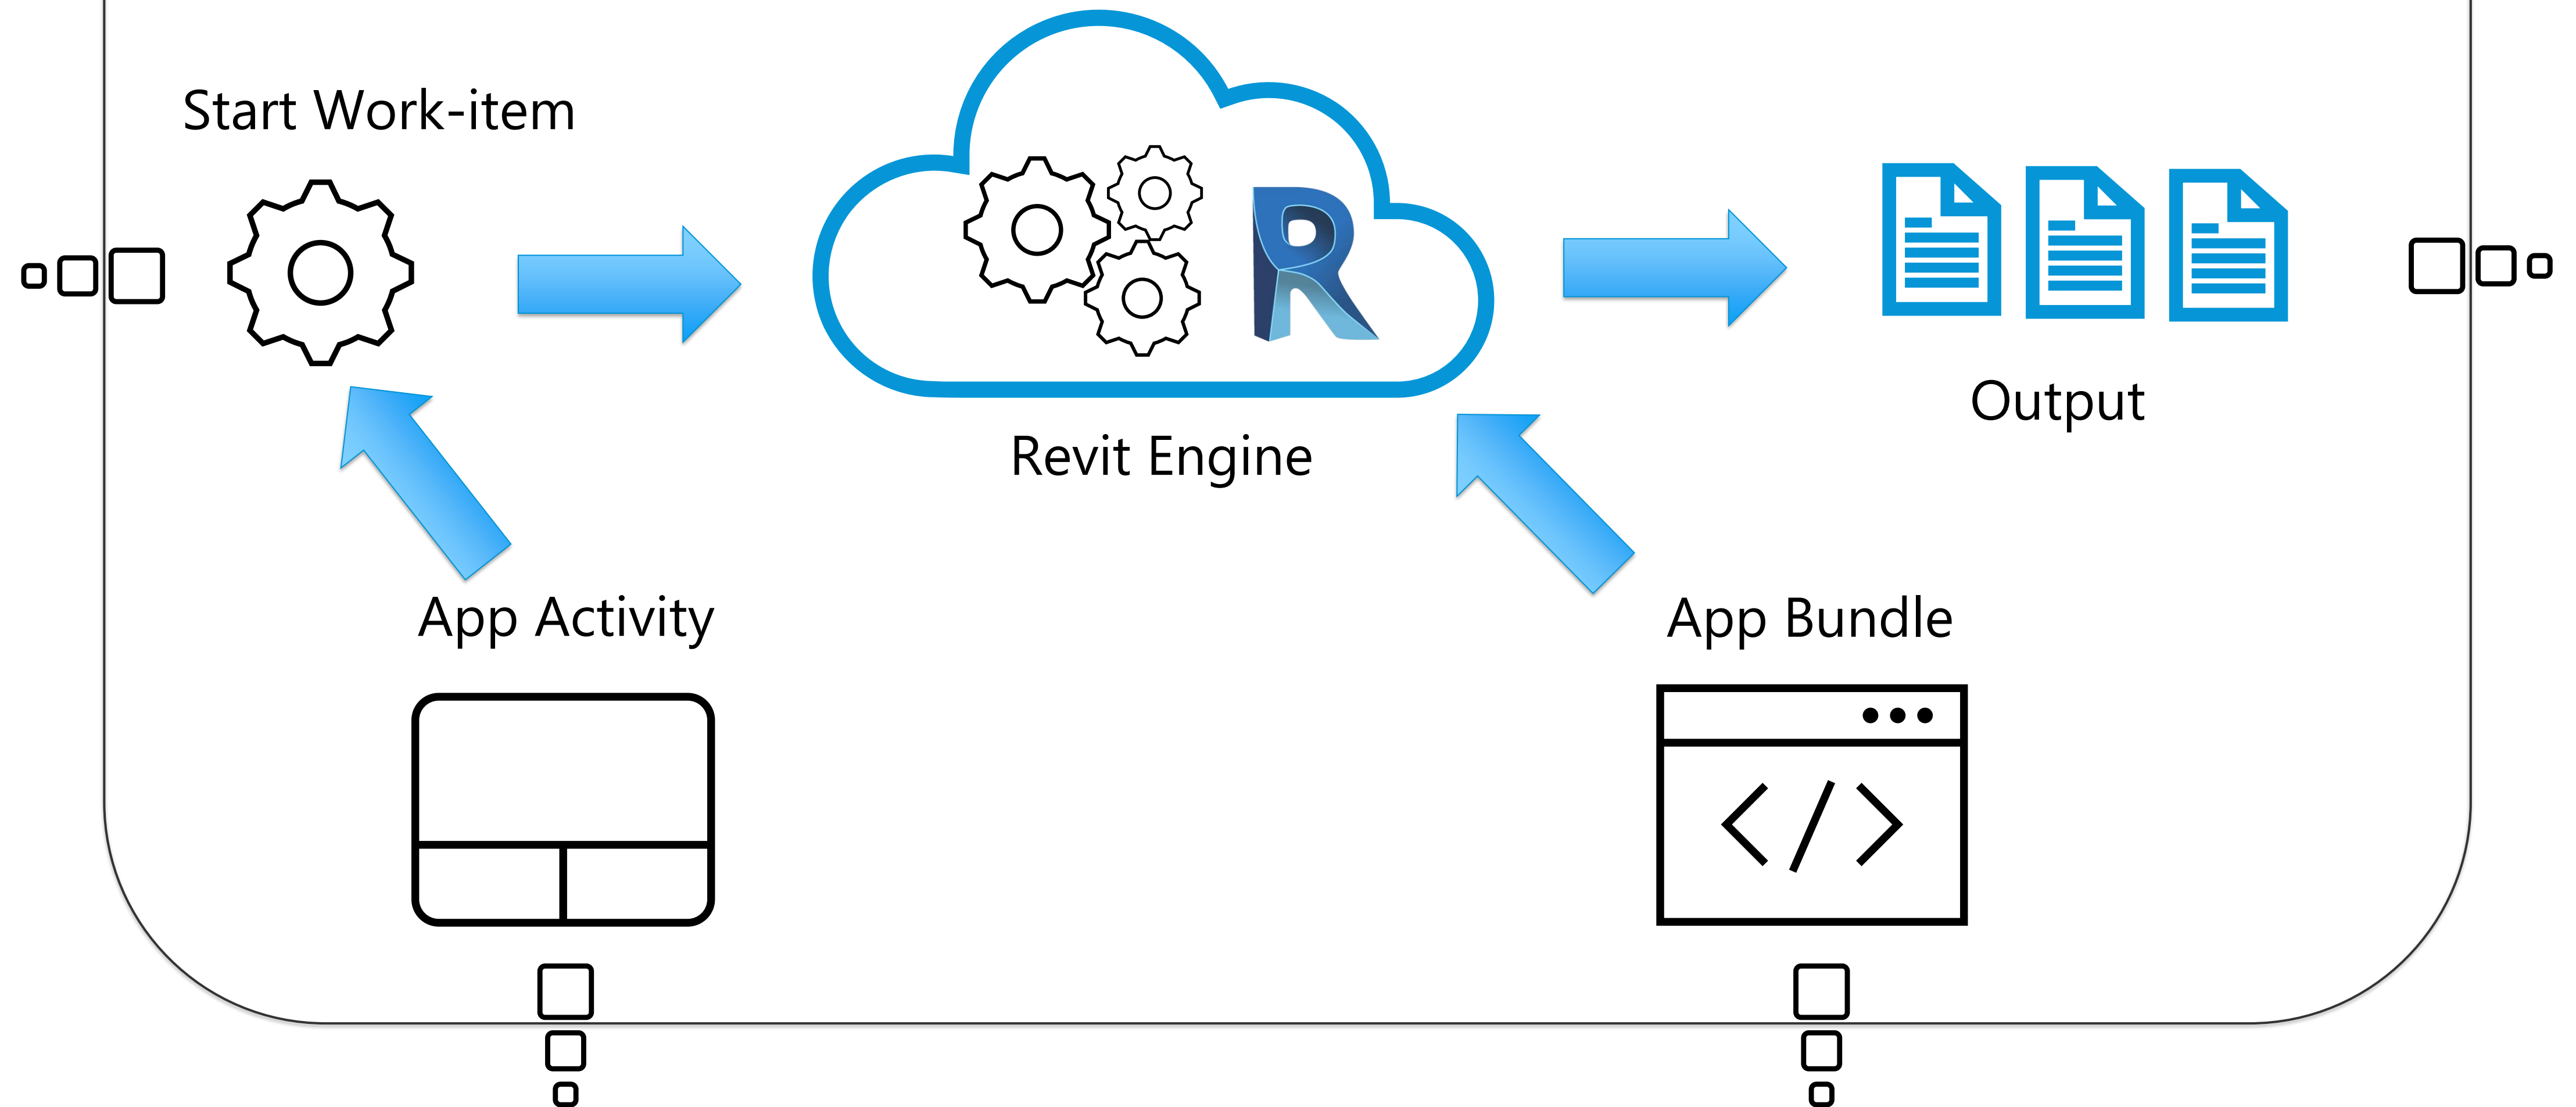 Start Work-item
Revit Engine
Output
App Activity
App Bundle